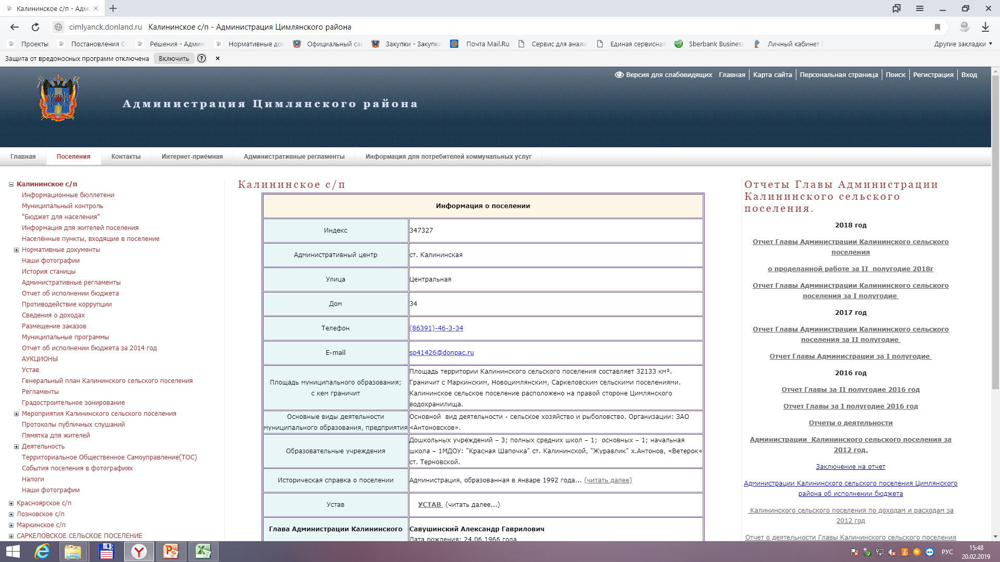 Калининское с/п - Адми
cimlyanck.donland.ru Калининское с/п - Администрация Цимлянского района
Проекты
Постановления Сс
Решения - Админ
Нормативные док
Официальный сай
Закупки - Закупки
Почта Mail.Ru
Сервис для анали
Единая сервисная
Sberbank Business
Личный кабинет
Другие закладки
Защита от вредоносных программ отключена Включить ?
Версия для слабовидящих Главная Карта сайта Персональная страница Поиск Регистрация Вход
Администрация Цимлянского района
Главная Поселения Контакты Интернет-приёмная Административные регламенты Информация для потребителей коммунальных услуг
Калининское с/п
Информационные бюллетени
Муниципальный контроль
"Бюджет для населения"
Информация для жителей поселения
Населённые пункты, входящие в поселение
Нормативные документы
Наши фотографии
История станицы
Административные регламенты
Отчет об исполнении бюджета
Противодействие коррупции
Сведения о доходах
Размещение заказов
Муниципальные программы
Отчет об исполнении бюджета за 2014 год
АУКЦИОНЫ
Устав
Генеральный план Калининского сельского поселения
Регламенты
Градостроительное зонирование
Мероприятия Калининского сельского поселения
Протоколы публичных слушаний
Пямятка для жителей
Деятельность
Территориальное Общественное Самоуправление(ТОС)
События поселения в фотографиях
Налоги
Наши фотографии
Красноярское с/п
Лозновское с/п
Маркинское с/п
САРКЕЛОВСКОЕ СЕЛЬСКОЕ ПОСЕЛЕНИЕ
Калининское с/п
Информация о поселении
Индекс 347327
Административный центр ст. Калининская
Улица Центральная
Дом 34
Телефон (86391)-46-3-34
E-mail sp41426@donpac.ru
Площадь муниципального образования;
с кем граничит
Площадь территории Калининского сельского поселения составляет 32133 км².
Граничит с Маркинским, Новоцимлянским, Саркеловским сельскими поселениями.
Калининское сельское поселение расположено на правой стороне Цимлянского
водохранилища.
Основные виды деятельности
муниципального образования, предприятия
Основной вид деятельности - сельское хозяйство и рыболовство. Организации: ЗАО
«Антоновское».
Образовательные учреждения
Дошкольных учреждений – 3; полных средних школ – 1; основных – 1; начальная
школа – 1МДОУ: "Красная Шапочка" ст. Калининской, "Журавлик" х.Антонов, «Ветерок«
ст. Терновской.
Историческая справка о поселении Администрация, образованная в январе 1992 года... (читать далее)
Устав УСТАВ (читать далее...)
Глава Администрации Калининского Савушинский Александр Гаврилович
Дата рождения: 24.06.1966 года
Отчеты Главы Администрации
Калининского сельского
поселения.
2018 год
Отчет Главы Администрации Калининского сельского
поселения
о проделанной работе за II полугодие 2018г
Отчет Главы Администрации Калининского сельского
поселения за I полугодие
2017 год
Отчет Главы Администрации Калининского сельского
поселения за II полугодие
Отчет Главы Администрации за I полугодие
2016 год
Отчет Главы за II полугодие 2016 год
Отчет Главы за I полугодие 2016 год
Отчеты о деятельности
Администрации Калининского сельского поселения за
2012 год.
Заключение на отчет
Администрации Калининского сельского поселения Цимлянского
района об исполнении бюджета
Калининского сельского поселения по доходам и расходам за
2012 год
Отчет о деятельности Главы Калининского сельского поселения
РУС
15:48
20.02.2019